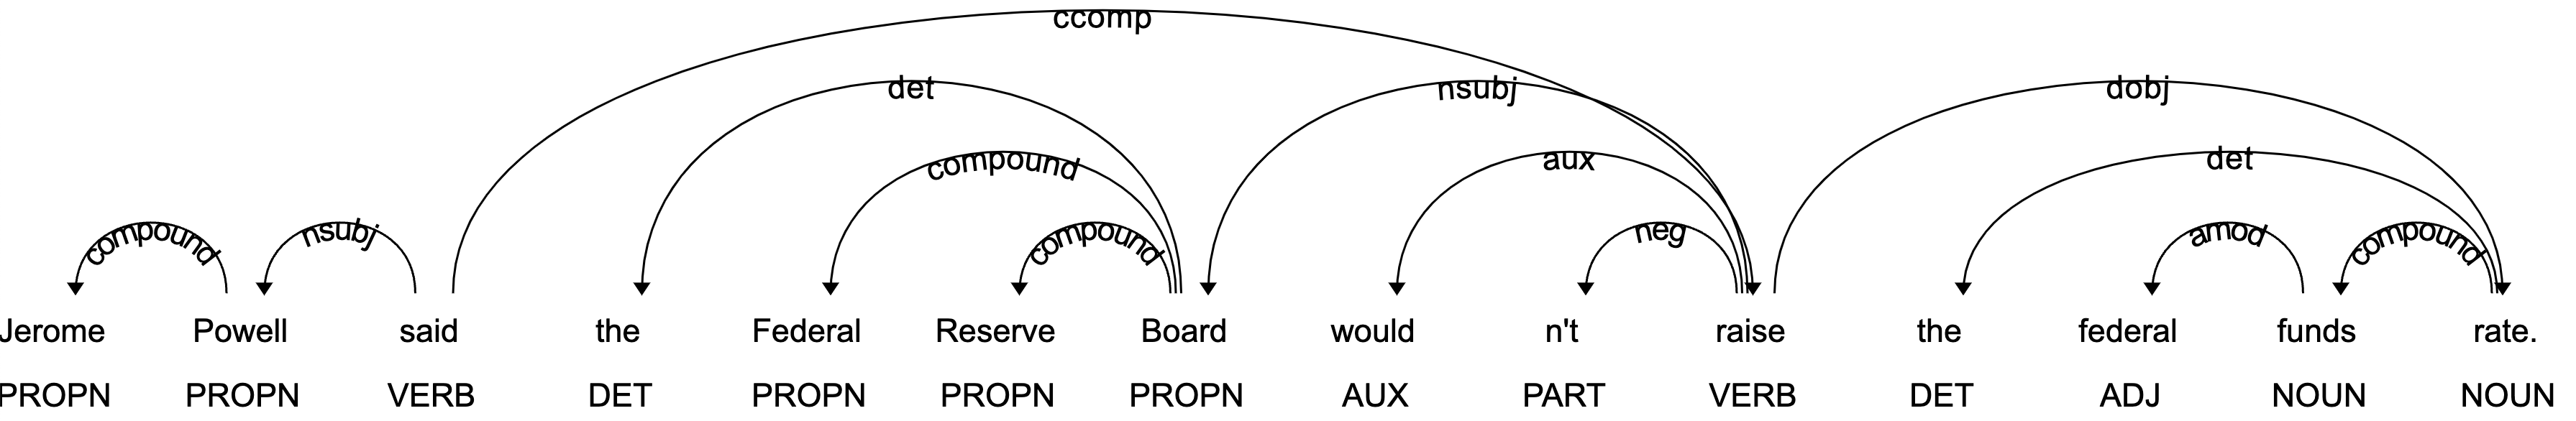 ccomp
det nsubj dobj
compound aux det
compound nsubj compound neg amod compound
Jerome Powell said the Federal Reserve Board would n't raise the federal funds rate.
PROPN PROPN VERB DET PROPN PROPN PROPN AUX PART VERB DET ADJ NOUN NOUN